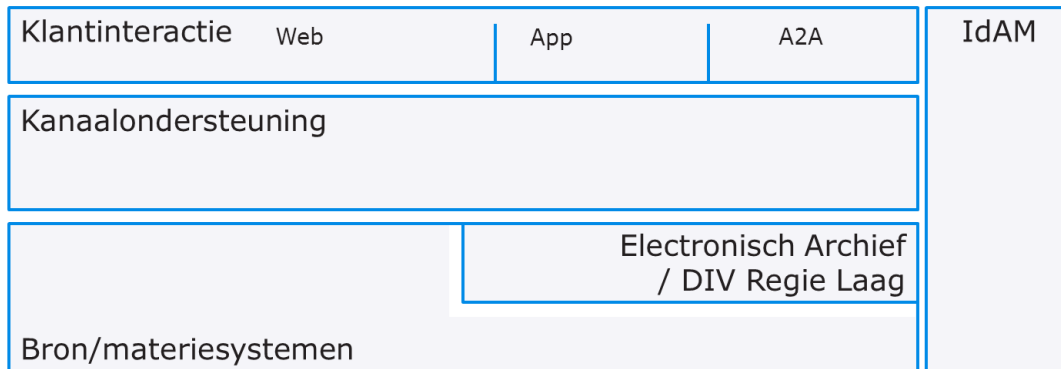 Klantinteractie Web App A2A IdAM
Kanaalondersteuning
Electronisch Archief
/ DIV Regie Laag
Bron/materiesystemen